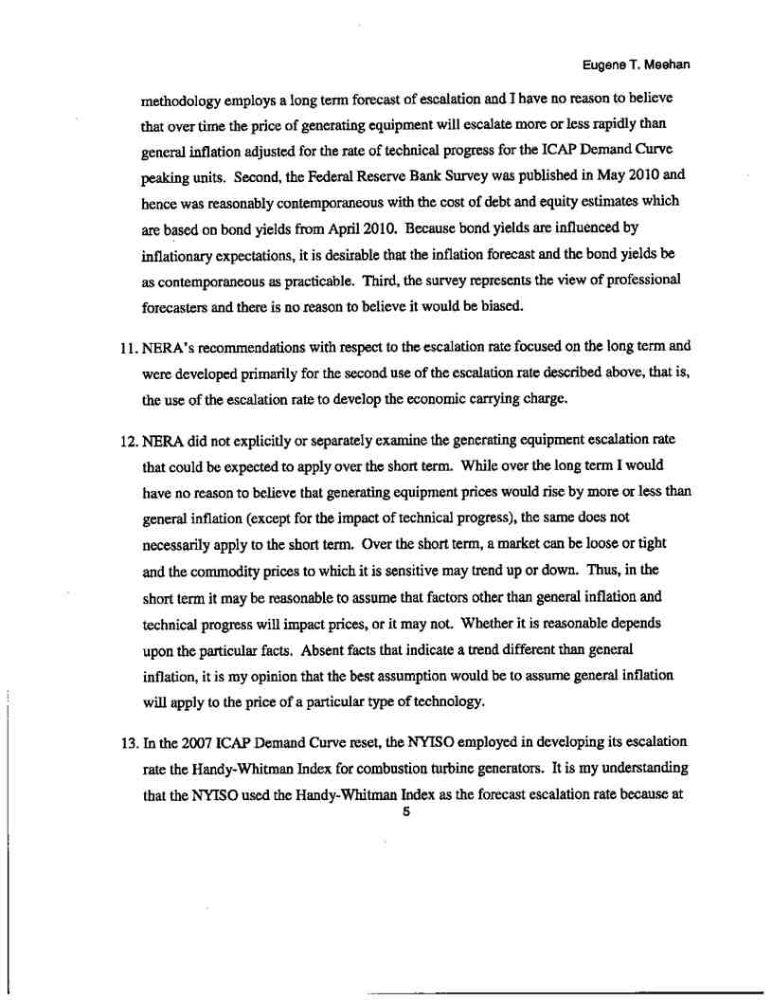 Eugene T. Meehan
methodology employs a long term forecast of escalation and I have no reason to believe
that over time the price of generating equipment will escalate more or less rapidly than
general inflation adjusted for the rate of technical progress for the ICAP Demand Curve
peaking units. Second, the Federal Reserve Bank Survey was published in May 2010 and
hence was reasonably contemporaneous with the cost of debt and equity estimates which
are based on bond yields from April 2010. Because bond yields are influenced by
inflationary expectations, it is desirable that the inflation forecast and the bond yields be
as contemporaneous as practicable. Third, the survey represents the view of professional
forecasters and there is no reason to believe it would be biased.
11. NERA's recommendations with respect to the escalation rate focused on the long term and
were developed primarily for the second use of the escalation rate described above, that is,
the use of the escalation rate to develop the economic carrying charge.
12. NERA did not explicitly or separately examine the generating equipment escalation rate
that could be expected to apply over the short term. While over the long term I would
have no reason to believe that generating equipment prices would rise by more or less than
general inflation (except for the impact of technical progress), the same does not
necessarily apply to the short term. Over the short term, a market can be loose or tight
and the commodity prices to which it is sensitive may trend up or down. Thus, in the
short term it may be reasonable to assume that factors other than general inflation and
technical progress will impact prices, or it may not. Whether it is reasonable depends
upon the particular facts. Absent facts that indicate a trend different than general
inflation, it is my opinion that the best assumption would be to assume general inflation
will apply to the price of a particular type of technology.
13. In the 2007 ICAP Demand Curve reset, the NYISO employed in developing its escalation
rate the Handy-Whitman Index for combustion turbine generators. It is my understanding
that the NYISO used the Handy-Whitman Index as the forecast escalation rate because at
5